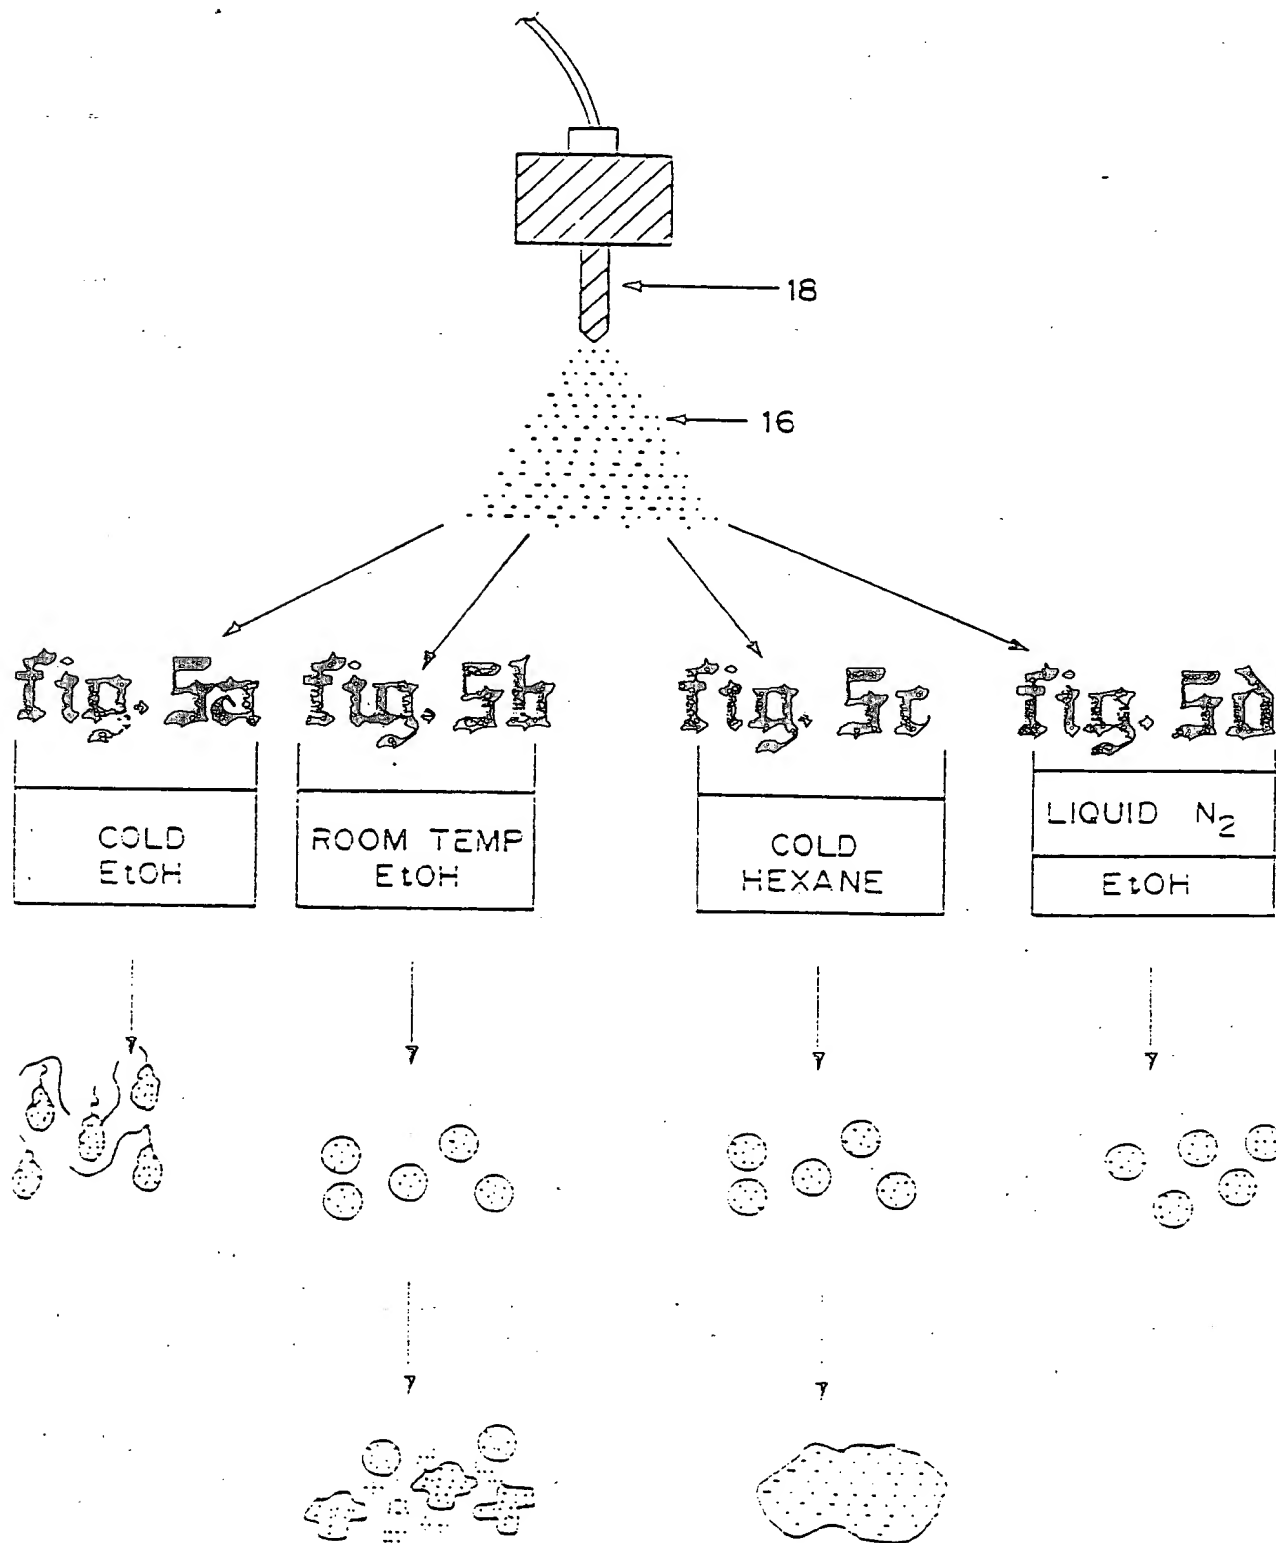 18
16
fig. 5a
fig. 5b
fig. 5c
fig. 5d
COLD
EtOH
ROOM TEMP
EtOH
COLD
HEXANE
LIQUID N₂
EtOH